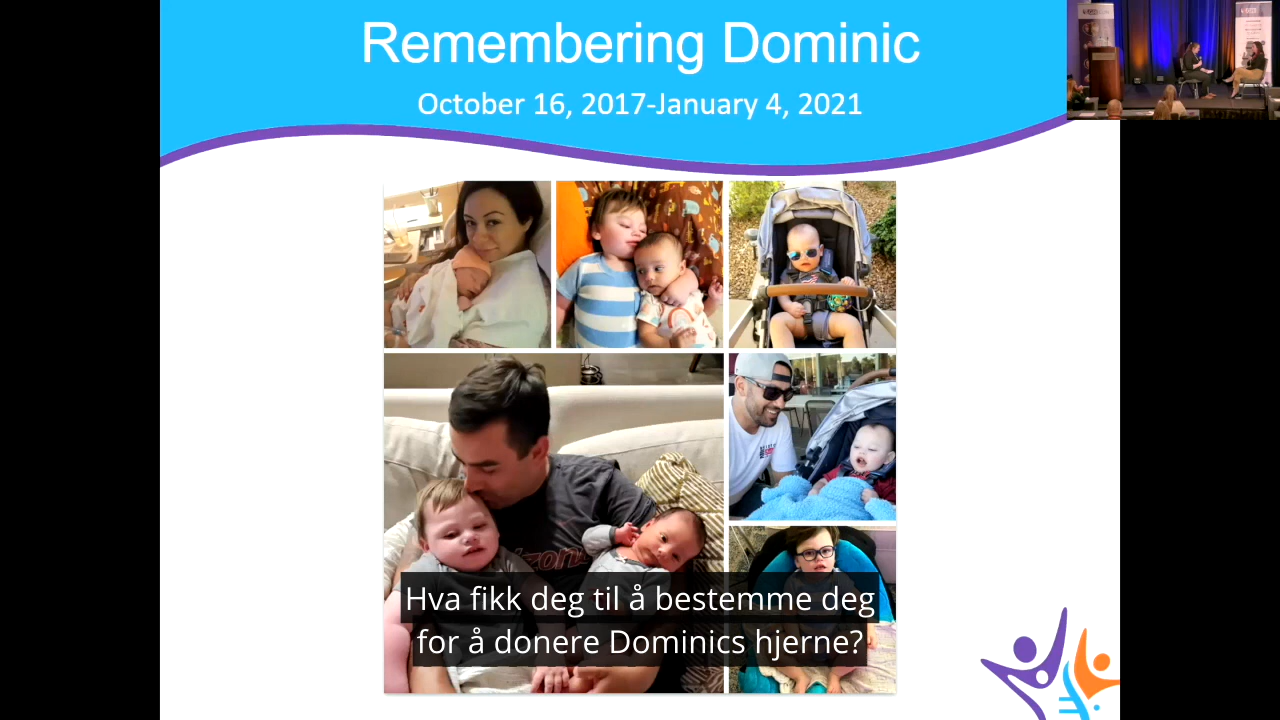 Remembering Dominic
October 16, 2017-January 4, 2021
Hva fikk deg til å bestemme deg
for å donere Dominics hjerne?